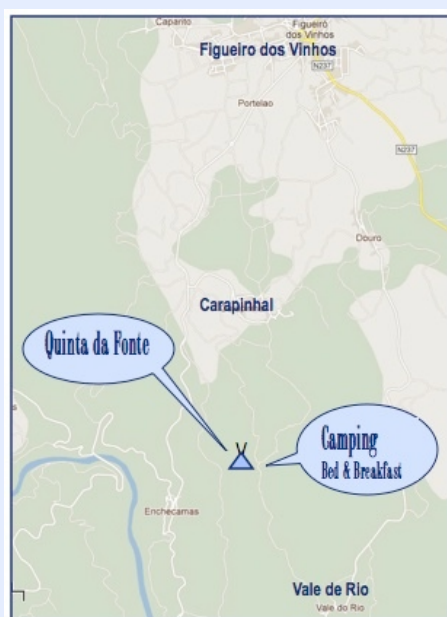 Caparito
Figueiró
dos Vinhos
Figueiro dos Vinhos
N237
Portelao
N237
Douro
Carapinhal
Quinta da Fonte
Camping
Bed & Breakfast
Enchecamas
Vale de Rio
Vale do Rio